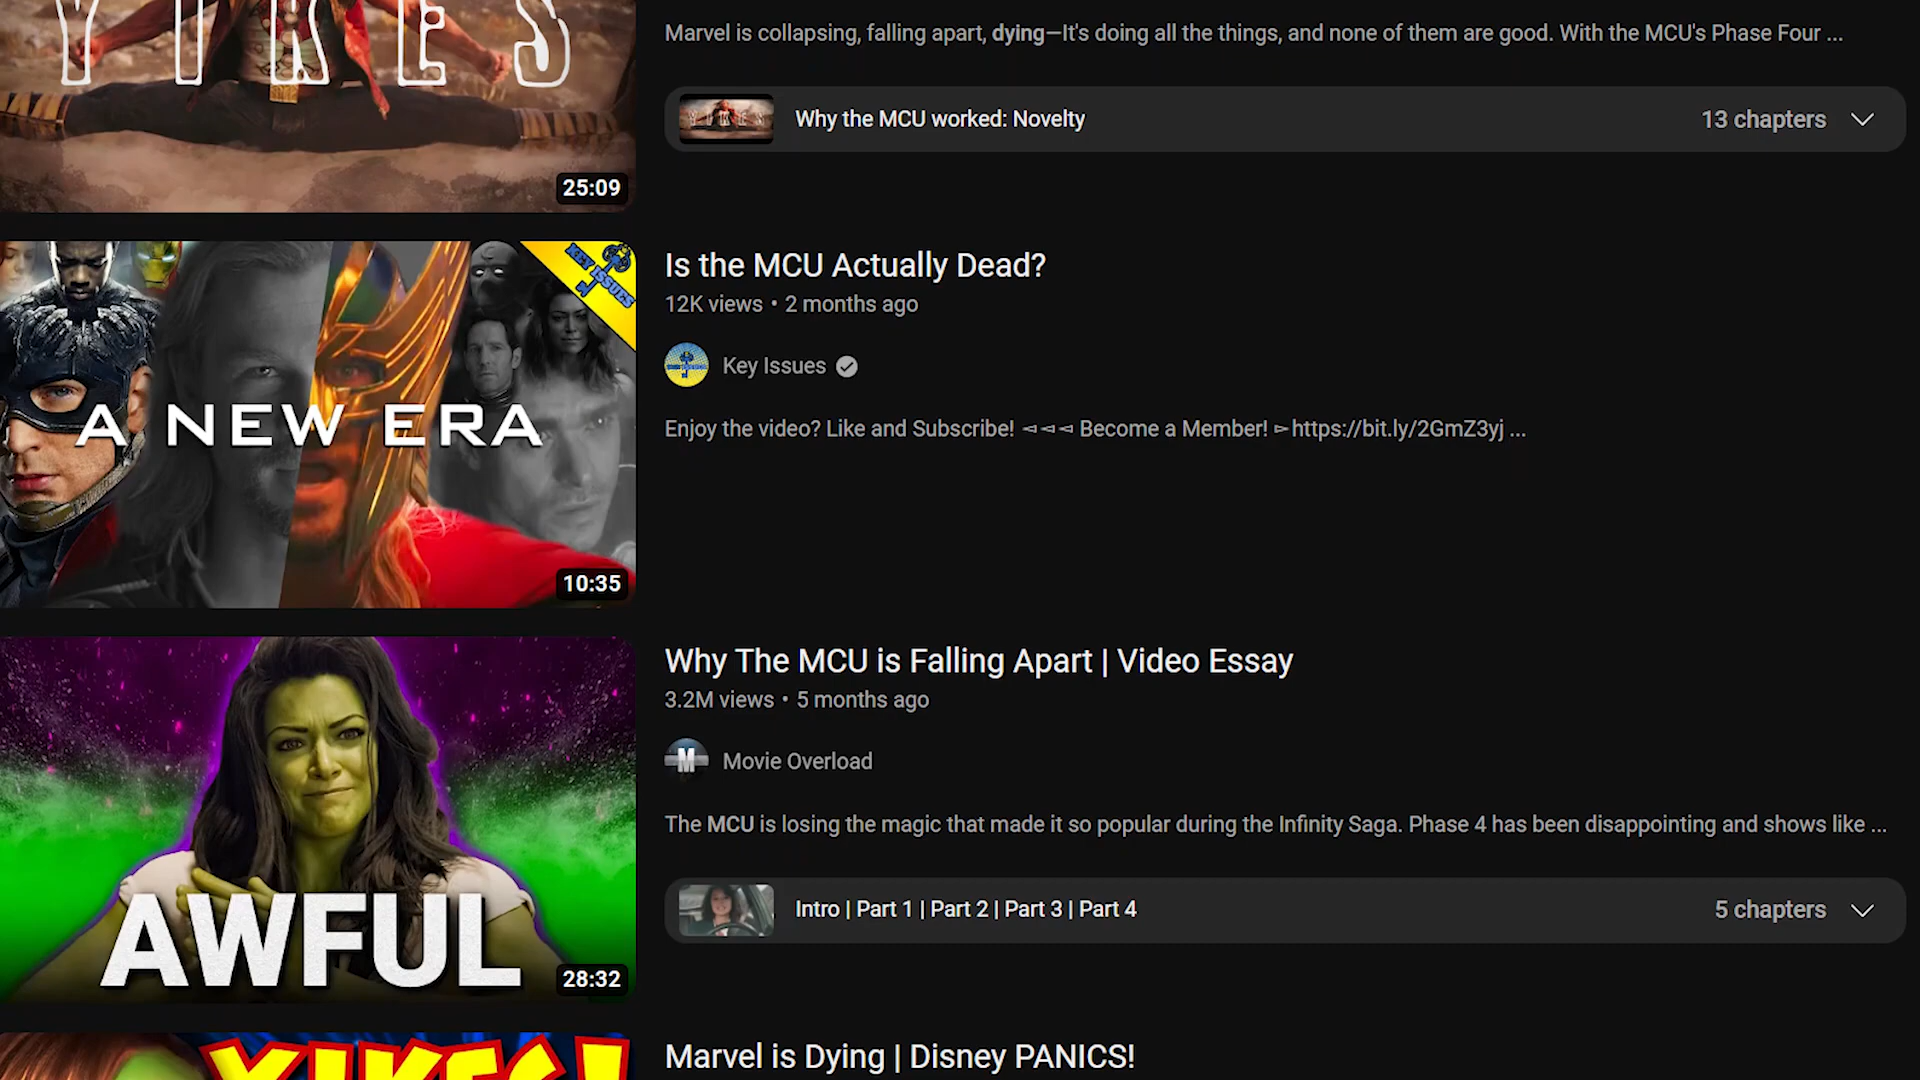 YIKES
25:09
Marvel is collapsing, falling apart, dying—It's doing all the things, and none of them are good. With the MCU's Phase Four ...
YIKES
Why the MCU worked: Novelty
13 chapters
KEY ISSUES
A NEW ERA
10:35
Is the MCU Actually Dead?
12K views • 2 months ago
Key Issues
Enjoy the video? Like and Subscribe! ◅◅◅ Become a Member! ▻https://bit.ly/2GmZ3yj ...
AWFUL
28:32
Why The MCU is Falling Apart | Video Essay
3.2M views • 5 months ago
M
Movie Overload
The MCU is losing the magic that made it so popular during the Infinity Saga. Phase 4 has been disappointing and shows like ...
Intro | Part 1 | Part 2 | Part 3 | Part 4
5 chapters
YIKES!
Marvel is Dying | Disney PANICS!